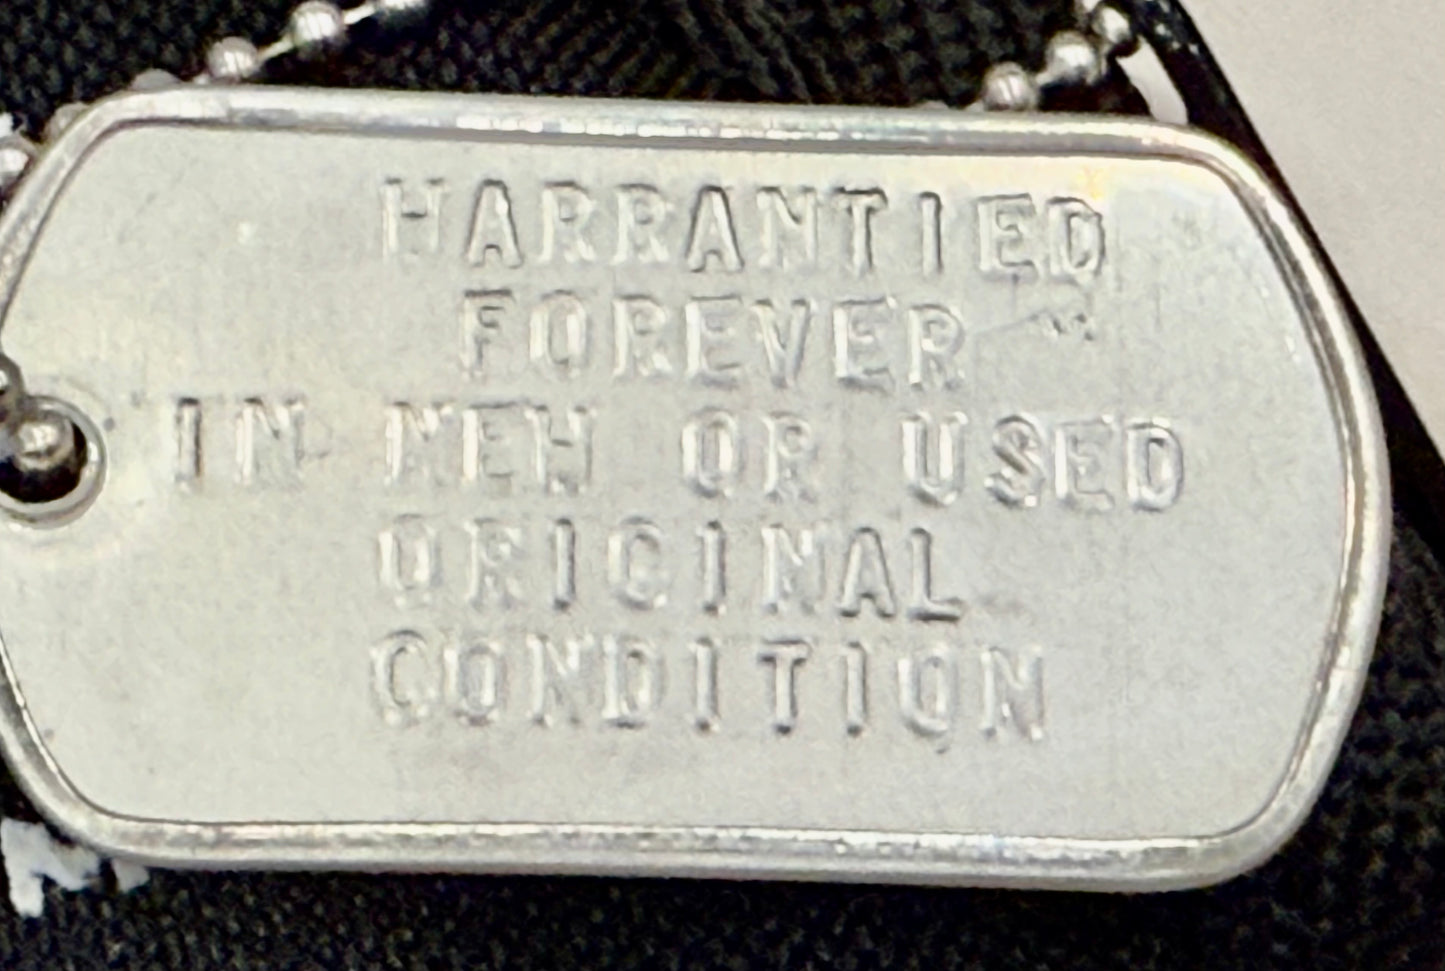 WARRANTIED
FOREVER
IN NEW OR USED
ORIGINAL
CONDITION